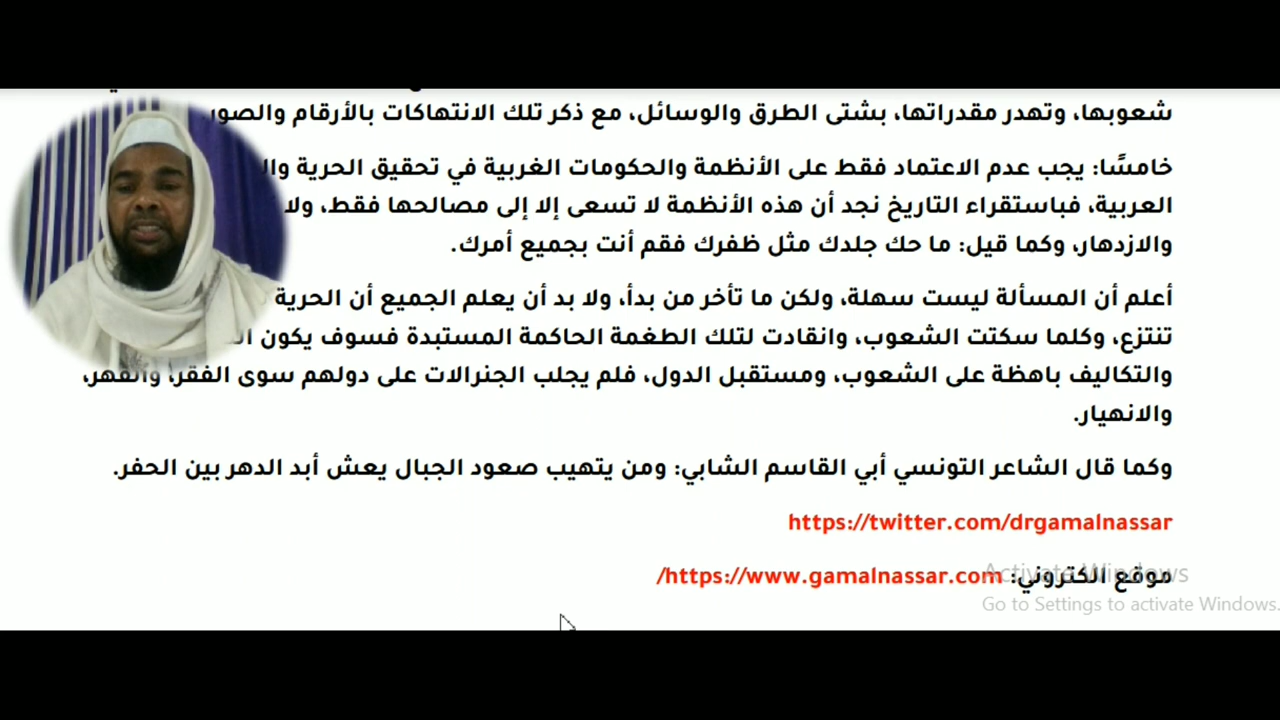 شعوبها، وتهدر مقدراتها، بشتى الطرق والوسائل، مع ذكر تلك الانتهاكات بالأرقام والصور
خامسًا: يجب عدم الاعتماد فقط على الأنظمة والحكومات الغربية في تحقيق الحرية
العربية، فباستقراء التاريخ نجد أن هذه الأنظمة لا تسعى إلا إلى مصالحها فقط، ولا
والازدهار، وكما قيل: ما حك جلدك مثل ظفرك فقم أنت بجميع أمرك.
أعلم أن المسألة ليست سهلة، ولكن ما تأخر من بدأ، ولا بد أن يعلم الجميع أن الحرية
تنتزع، وكلما سكتت الشعوب، وانقادت لتلك الطغمة الحاكمة المستبدة فسوف يكون
والتكاليف باهظة على الشعوب، ومستقبل الدول، فلم يجلب الجنرالات على دولهم سوى الفقر، والقهر،
والانهيار.
وكما قال الشاعر التونسي أبي القاسم الشابي: ومن يتهيب صعود الجبال يعش أبد الدهر بين الحفر.
https://twitter.com/drgamalnassar
موقع الكتروني: https://www.gamalnassar.com/
Activate Windows
Go to Settings to activate Windows.